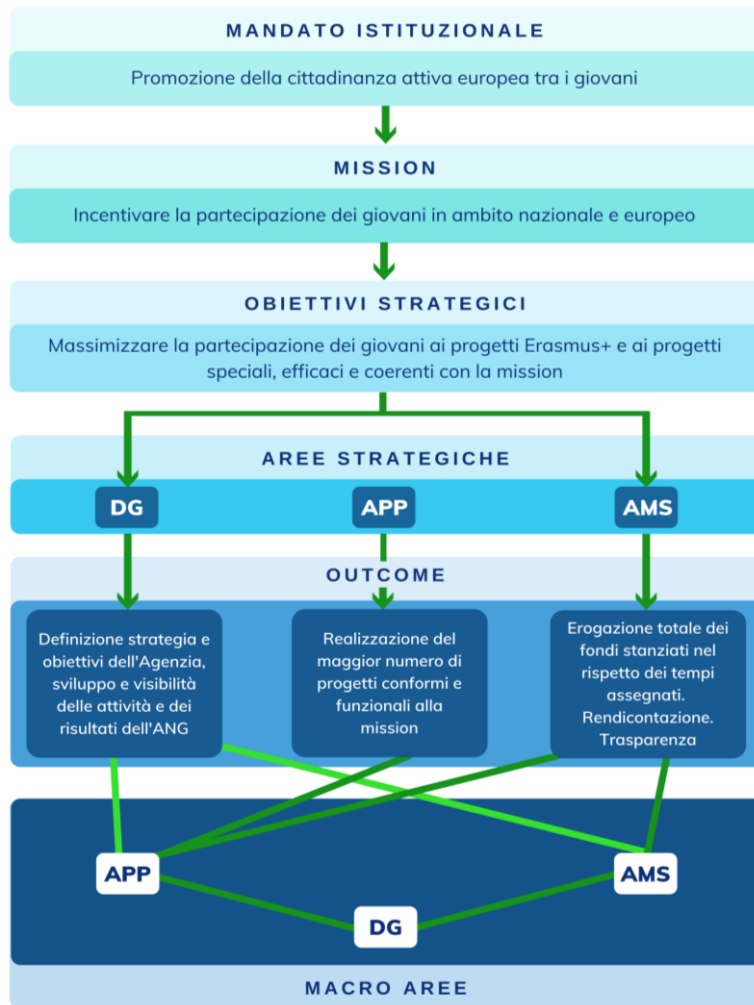 MANDATO ISTITUZIONALE
Promozione della cittadinanza attiva europea tra i giovani
MISSION
Incentivare la partecipazione dei giovani in ambito nazionale e europeo
OBIETTIVI STRATEGICI
Massimizzare la partecipazione dei giovani ai progetti Erasmus+ e ai progetti
speciali, efficaci e coerenti con la mission
AREE STRATEGICHE
DG
APP
AMS
OUTCOME
Definizione strategia e
obiettivi dell'Agenzia,
sviluppo e visibilità
delle attività e dei
risultati dell'ANG
Realizzazione del
maggior numero di
progetti conformi e
funzionali alla
mission
Erogazione totale dei
fondi stanziati nel
rispetto dei tempi
assegnati.
Rendicontazione.
Trasparenza
APP
AMS
DG
MACRO AREE